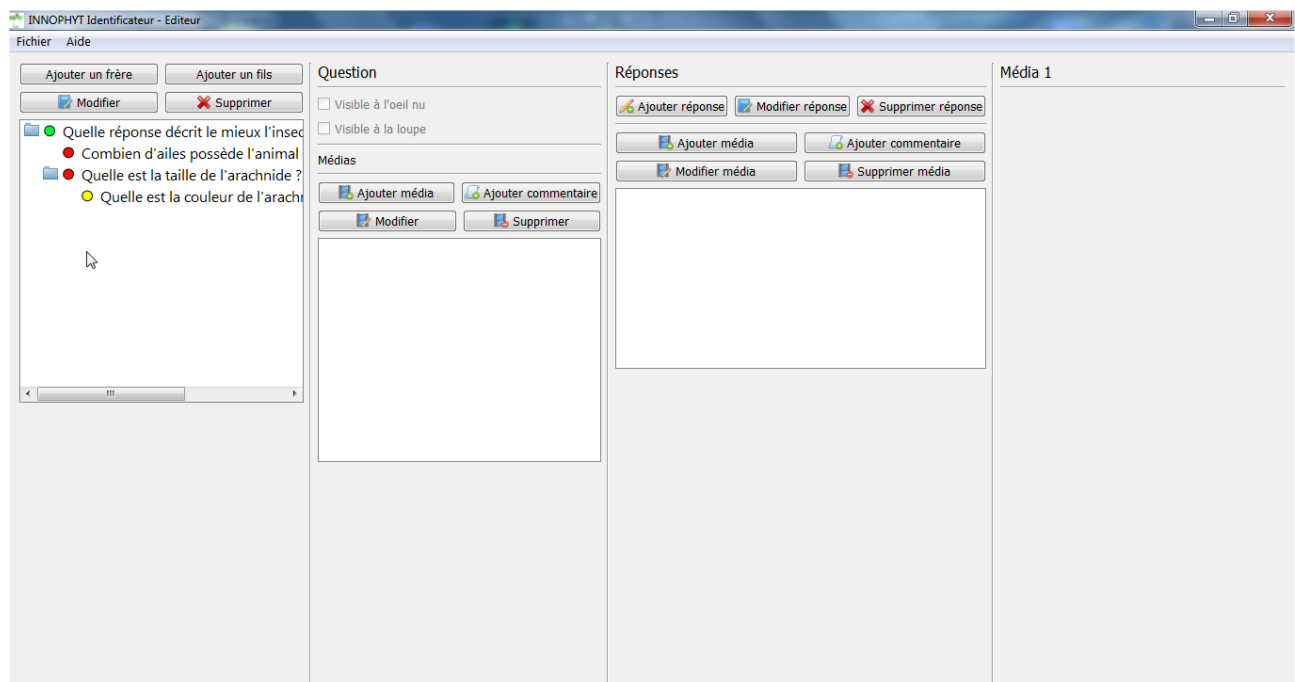 INNOPHYT Identificateur - Editeur
Fichier Aide
Ajouter un frère Ajouter un fils
Modifier Supprimer
Quelle réponse décrit le mieux l'insec
Combien d'ailes possède l'animal
Quelle est la taille de l'arachnide ?
Quelle est la couleur de l'arachn
Question
Visible à l'oeil nu
Visible à la loupe
Médias
Ajouter média Ajouter commentaire
Modifier Supprimer
Réponses
Ajouter réponse Modifier réponse Supprimer réponse
Ajouter média Ajouter commentaire
Modifier média Supprimer média
Média 1